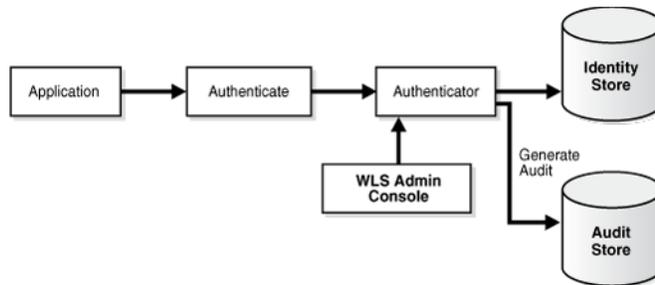 Application
Authenticate
Authenticator
Identity
Store
WLS Admin
Console
Generate
Audit
Audit
Store